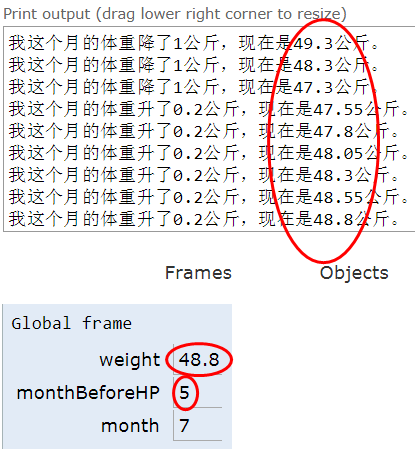 Print output (drag lower right corner to resize)
我这个月的体重降了1公斤，现在是49.3公斤。
我这个月的体重降了1公斤，现在是48.3公斤。
我这个月的体重降了1公斤，现在是47.3公斤。
我这个月的体重升了0.2公斤，现在是47.55公斤。
我这个月的体重升了0.2公斤，现在是47.8公斤。
我这个月的体重升了0.2公斤，现在是48.05公斤。
我这个月的体重升了0.2公斤，现在是48.3公斤。
我这个月的体重升了0.2公斤，现在是48.55公斤。
我这个月的体重升了0.2公斤，现在是48.8公斤。
Frames Objects
Global frame
weight 48.8
monthBeforeHP 5
month 7